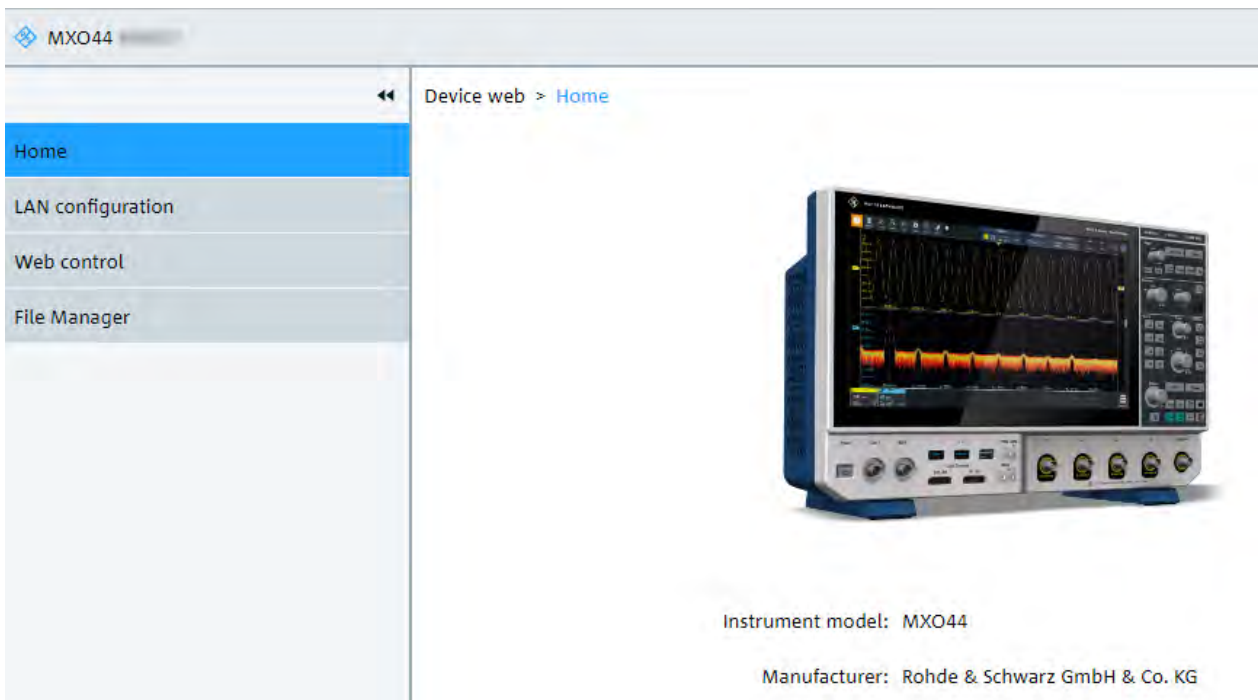 MXO44
Device web > Home
Home
LAN configuration
Web control
File Manager
Instrument model: MXO44
Manufacturer: Rohde & Schwarz GmbH & Co. KG